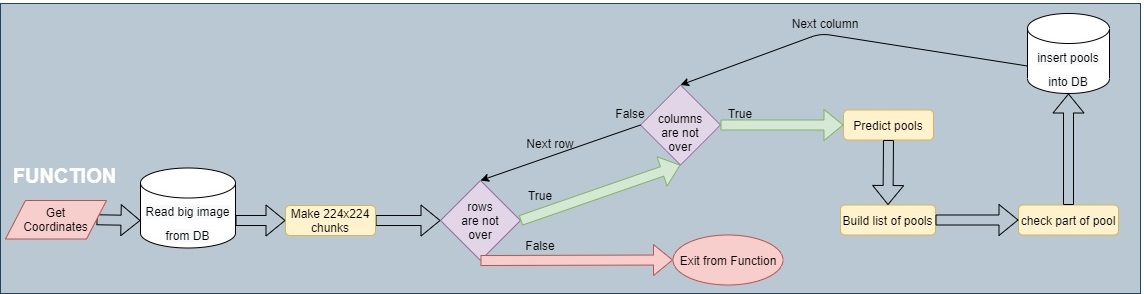 FUNCTION
Get
Coordinates
Read big image
from DB
Make 224x224
chunks
rows
are not
over
True
False
Exit from Function
Next row
False
columns
are not
over
True
Predict pools
Build list of pools
check part of pool
insert pools
into DB
Next column